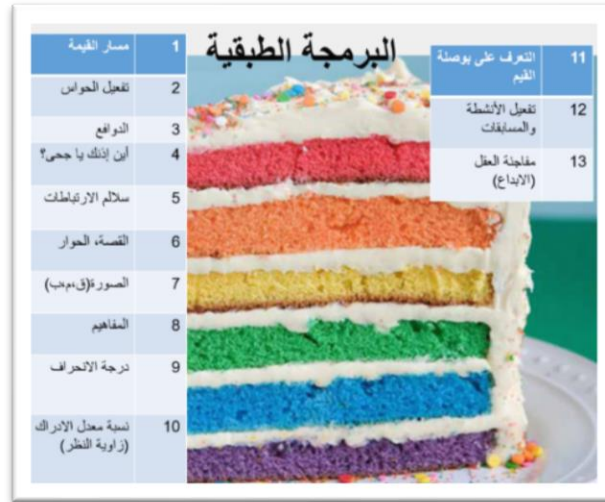 البرمجة الطبقية
1 مسار القيمة
2 تفعيل الحواس
3 الدوافع
4 أين إذنك يا جحى؟
5 سلالم الارتباطات
6 القصة، الحوار
7 الصورة(ق،م،ب)
8 المفاهيم
9 درجة الانحراف
10 نسبة معدل الادراك
(زاوية النظر)
11 التعرف على بوصلة
القيم
12 تفعيل الأنشطة
والمسابقات
13 مفاجئة العقل
(الابداع)